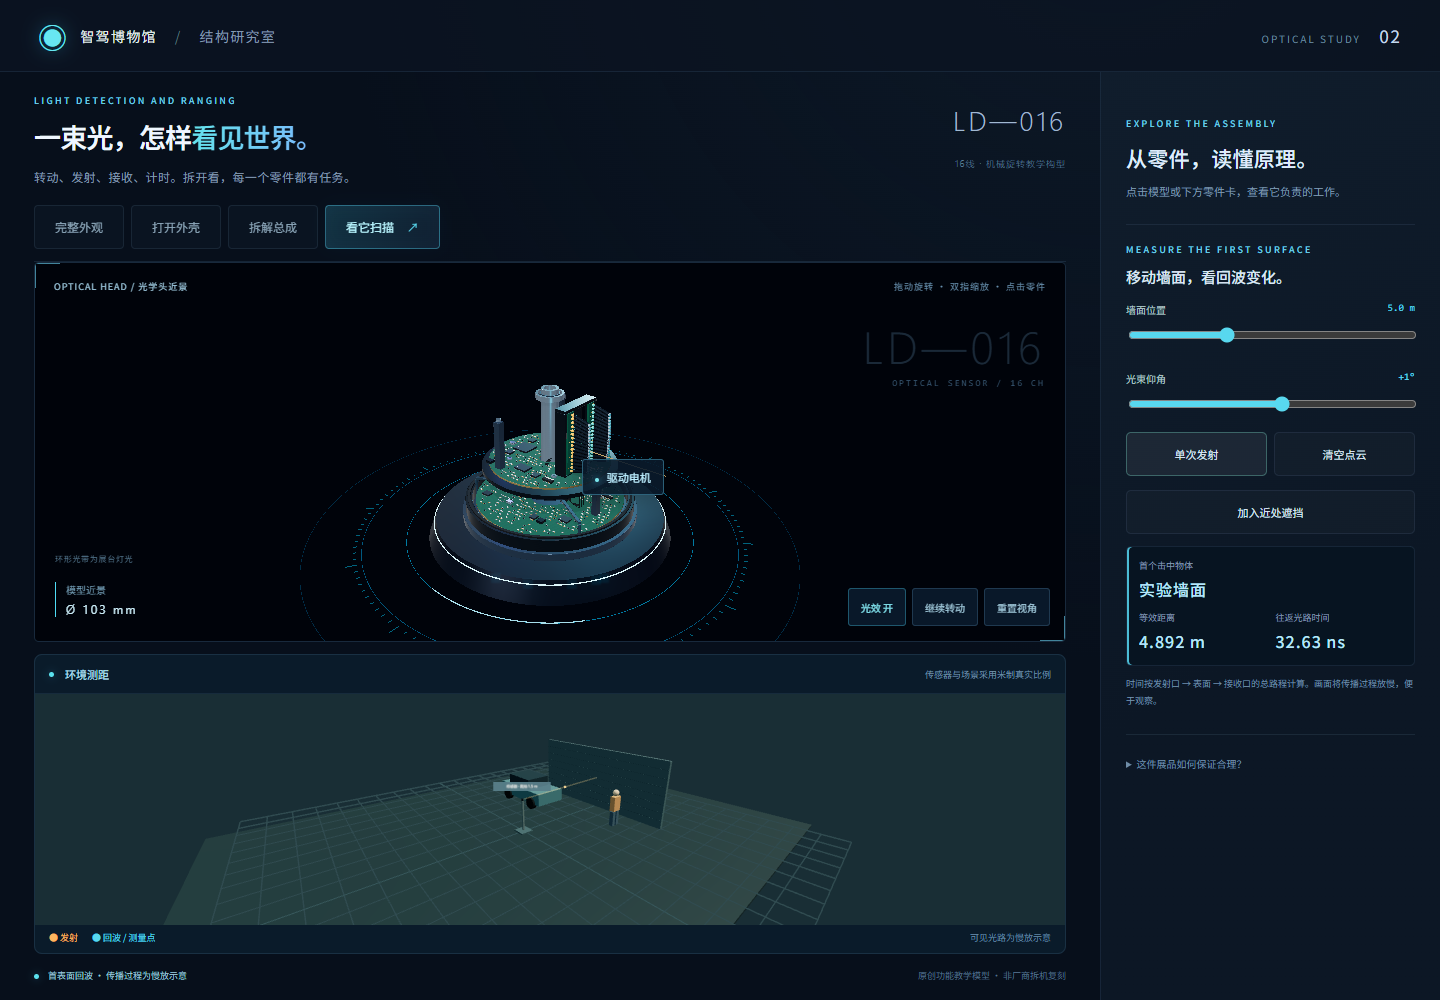 智驾博物馆 / 结构研究室
OPTICAL STUDY 02
LIGHT DETECTION AND RANGING
一束光，怎样看见世界。
转动、发射、接收、计时。拆开看，每一个零件都有任务。
LD—016
16线 · 机械旋转教学构型
完整外观
打开外壳
拆解总成
看它扫描 ↗
OPTICAL HEAD / 光学头近景
拖动旋转 · 双指缩放 · 点击零件
LD—016
OPTICAL SENSOR / 16 CH
驱动电机
环形光带为展台灯光
模型近景
Ø 103 mm
光效 开
继续转动
重置视角
环境测距
传感器与场景采用米制真实比例
发射
回波 / 测量点
可见光路为慢放示意
首表面回波 · 传播过程为慢放示意
原创功能教学模型 · 非厂商拆机复刻
EXPLORE THE ASSEMBLY
从零件，读懂原理。
点击模型或下方零件卡，查看它负责的工作。
MEASURE THE FIRST SURFACE
移动墙面，看回波变化。
墙面位置 5.0 m
光束仰角 +1°
单次发射
清空点云
加入近处遮挡
首个击中物体
实验墙面
等效距离 往返光路时间
4.892 m 32.63 ns
时间按发射口 → 表面 → 接收口的总路程计算。画面将传播过程放慢，便
于观察。
▶ 这件展品如何保证合理？